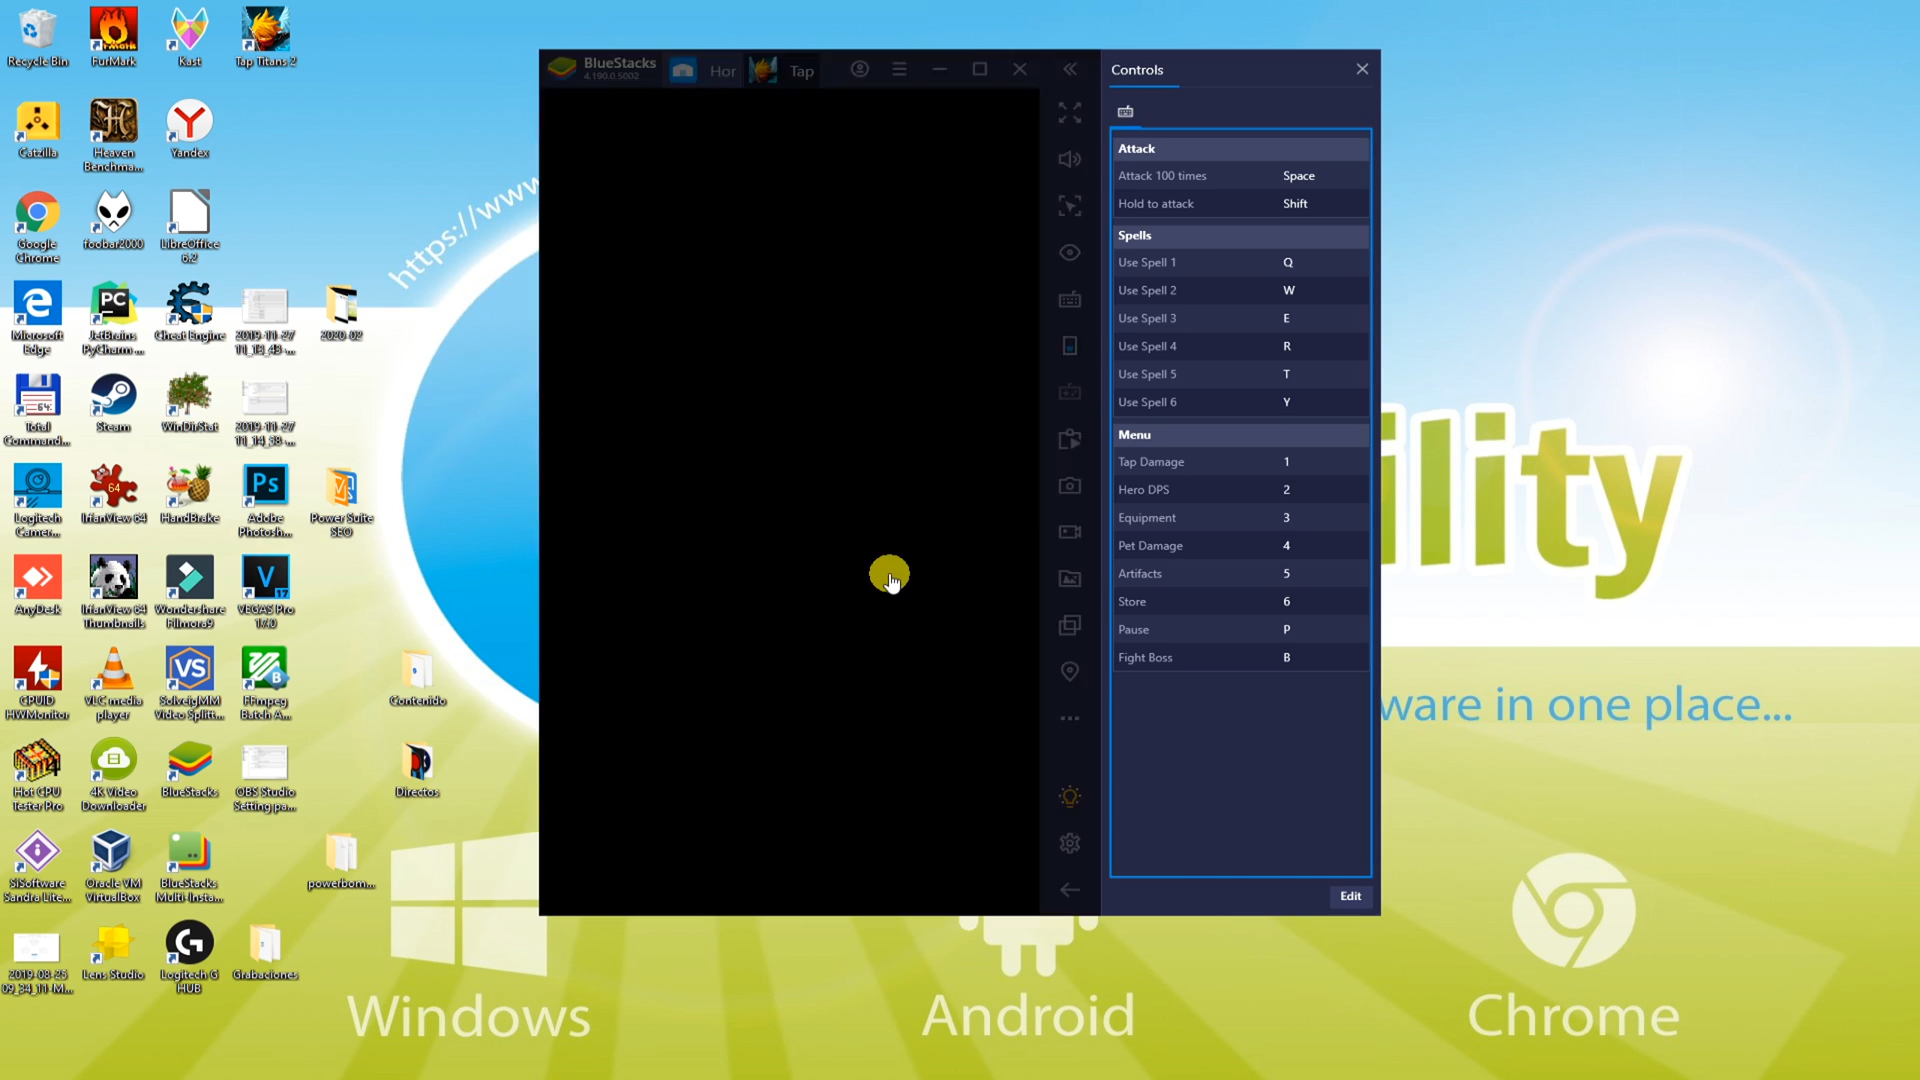 Recycle Bin
FurMark
Kast
Tap Titans 2
Catzilla
Heaven
Benchma...
Yandex
Google
Chrome
foobar2000
LibreOffice
6.2
Microsoft
Edge
PC
JetBrains
PyCharm ...
Cheat Engine
2019-11-27
11_13_43-...
2020-02
64
Total
Command...
Steam
WinDirStat
2019-11-27
11_14_38-...
Logitech
Camer...
64
IrfanView 64
HandBrake
Ps
Adobe
Photosh...
Power Suite
SEO
AnyDesk
IrfanView 64
Thumbnails
Wondershare
Filmora9
V
17
VEGAS Pro
17.0
CPUID
HWMonitor
VLC media
player
VS
SolveigMM
Video Splitt...
B
FFmpeg
Batch A...
Contenido
Hot CPU
Tester Pro
4K Video
Downloader
BlueStacks
OBS Studio
Setting pa...
Directos
SiSoftware
Sandra Lite...
Oracle VM
VirtualBox
BlueStacks
Multi-Insta...
powerbom...
2019-08-25
09_34_11-M...
Lens Studio
Logitech G
HUB
Grabaciones
https://www
BlueStacks
4.190.0.5002
Hor
Tap
Controls
Attack
Attack 100 times Space
Hold to attack Shift
Spells
Use Spell 1 Q
Use Spell 2 W
Use Spell 3 E
Use Spell 4 R
Use Spell 5 T
Use Spell 6 Y
Menu
Tap Damage 1
Hero DPS 2
Equipment 3
Pet Damage 4
Artifacts 5
Store 6
Pause P
Fight Boss B
Edit
ility
ware in one place...
Windows
Android
Chrome